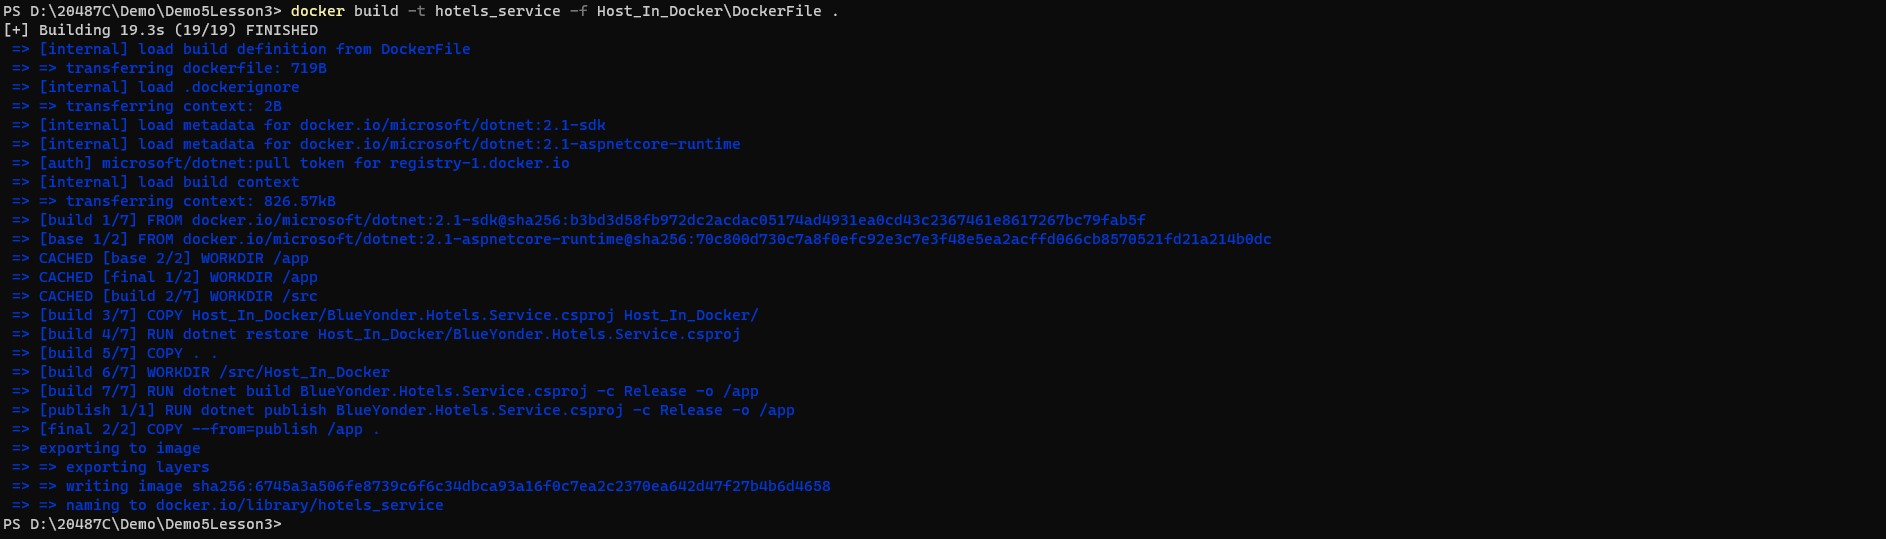 PS D:\20487C\Demo\Demo5Lesson3> docker build -t hotels_service -f Host_In_Docker\DockerFile .
[+] Building 19.3s (19/19) FINISHED
=> [internal] load build definition from DockerFile
=> => transferring dockerfile: 719B
=> [internal] load .dockerignore
=> => transferring context: 2B
=> [internal] load metadata for docker.io/microsoft/dotnet:2.1-sdk
=> [internal] load metadata for docker.io/microsoft/dotnet:2.1-aspnetcore-runtime
=> [auth] microsoft/dotnet:pull token for registry-1.docker.io
=> [internal] load build context
=> => transferring context: 826.57kB
=> [build 1/7] FROM docker.io/microsoft/dotnet:2.1-sdk@sha256:b3bd3d58fb972dc2acdac05174ad4931ea0cd43c2367461e8617267bc79fab5f
=> [base 1/2] FROM docker.io/microsoft/dotnet:2.1-aspnetcore-runtime@sha256:70c800d730c7a8f0efc92e3c7e3f48e5ea2acffd066cb8570521fd21a214b0dc
=> CACHED [base 2/2] WORKDIR /app
=> CACHED [final 1/2] WORKDIR /app
=> CACHED [build 2/7] WORKDIR /src
=> [build 3/7] COPY Host_In_Docker/BlueYonder.Hotels.Service.csproj Host_In_Docker/
=> [build 4/7] RUN dotnet restore Host_In_Docker/BlueYonder.Hotels.Service.csproj
=> [build 5/7] COPY . .
=> [build 6/7] WORKDIR /src/Host_In_Docker
=> [build 7/7] RUN dotnet build BlueYonder.Hotels.Service.csproj -c Release -o /app
=> [publish 1/1] RUN dotnet publish BlueYonder.Hotels.Service.csproj -c Release -o /app
=> [final 2/2] COPY --from=publish /app .
=> exporting to image
=> => exporting layers
=> => writing image sha256:6745a3a506fe8739c6f6c34dbca93a16f0c7ea2c2370ea642d47f27b4b6d4658
=> => naming to docker.io/library/hotels_service
PS D:\20487C\Demo\Demo5Lesson3>